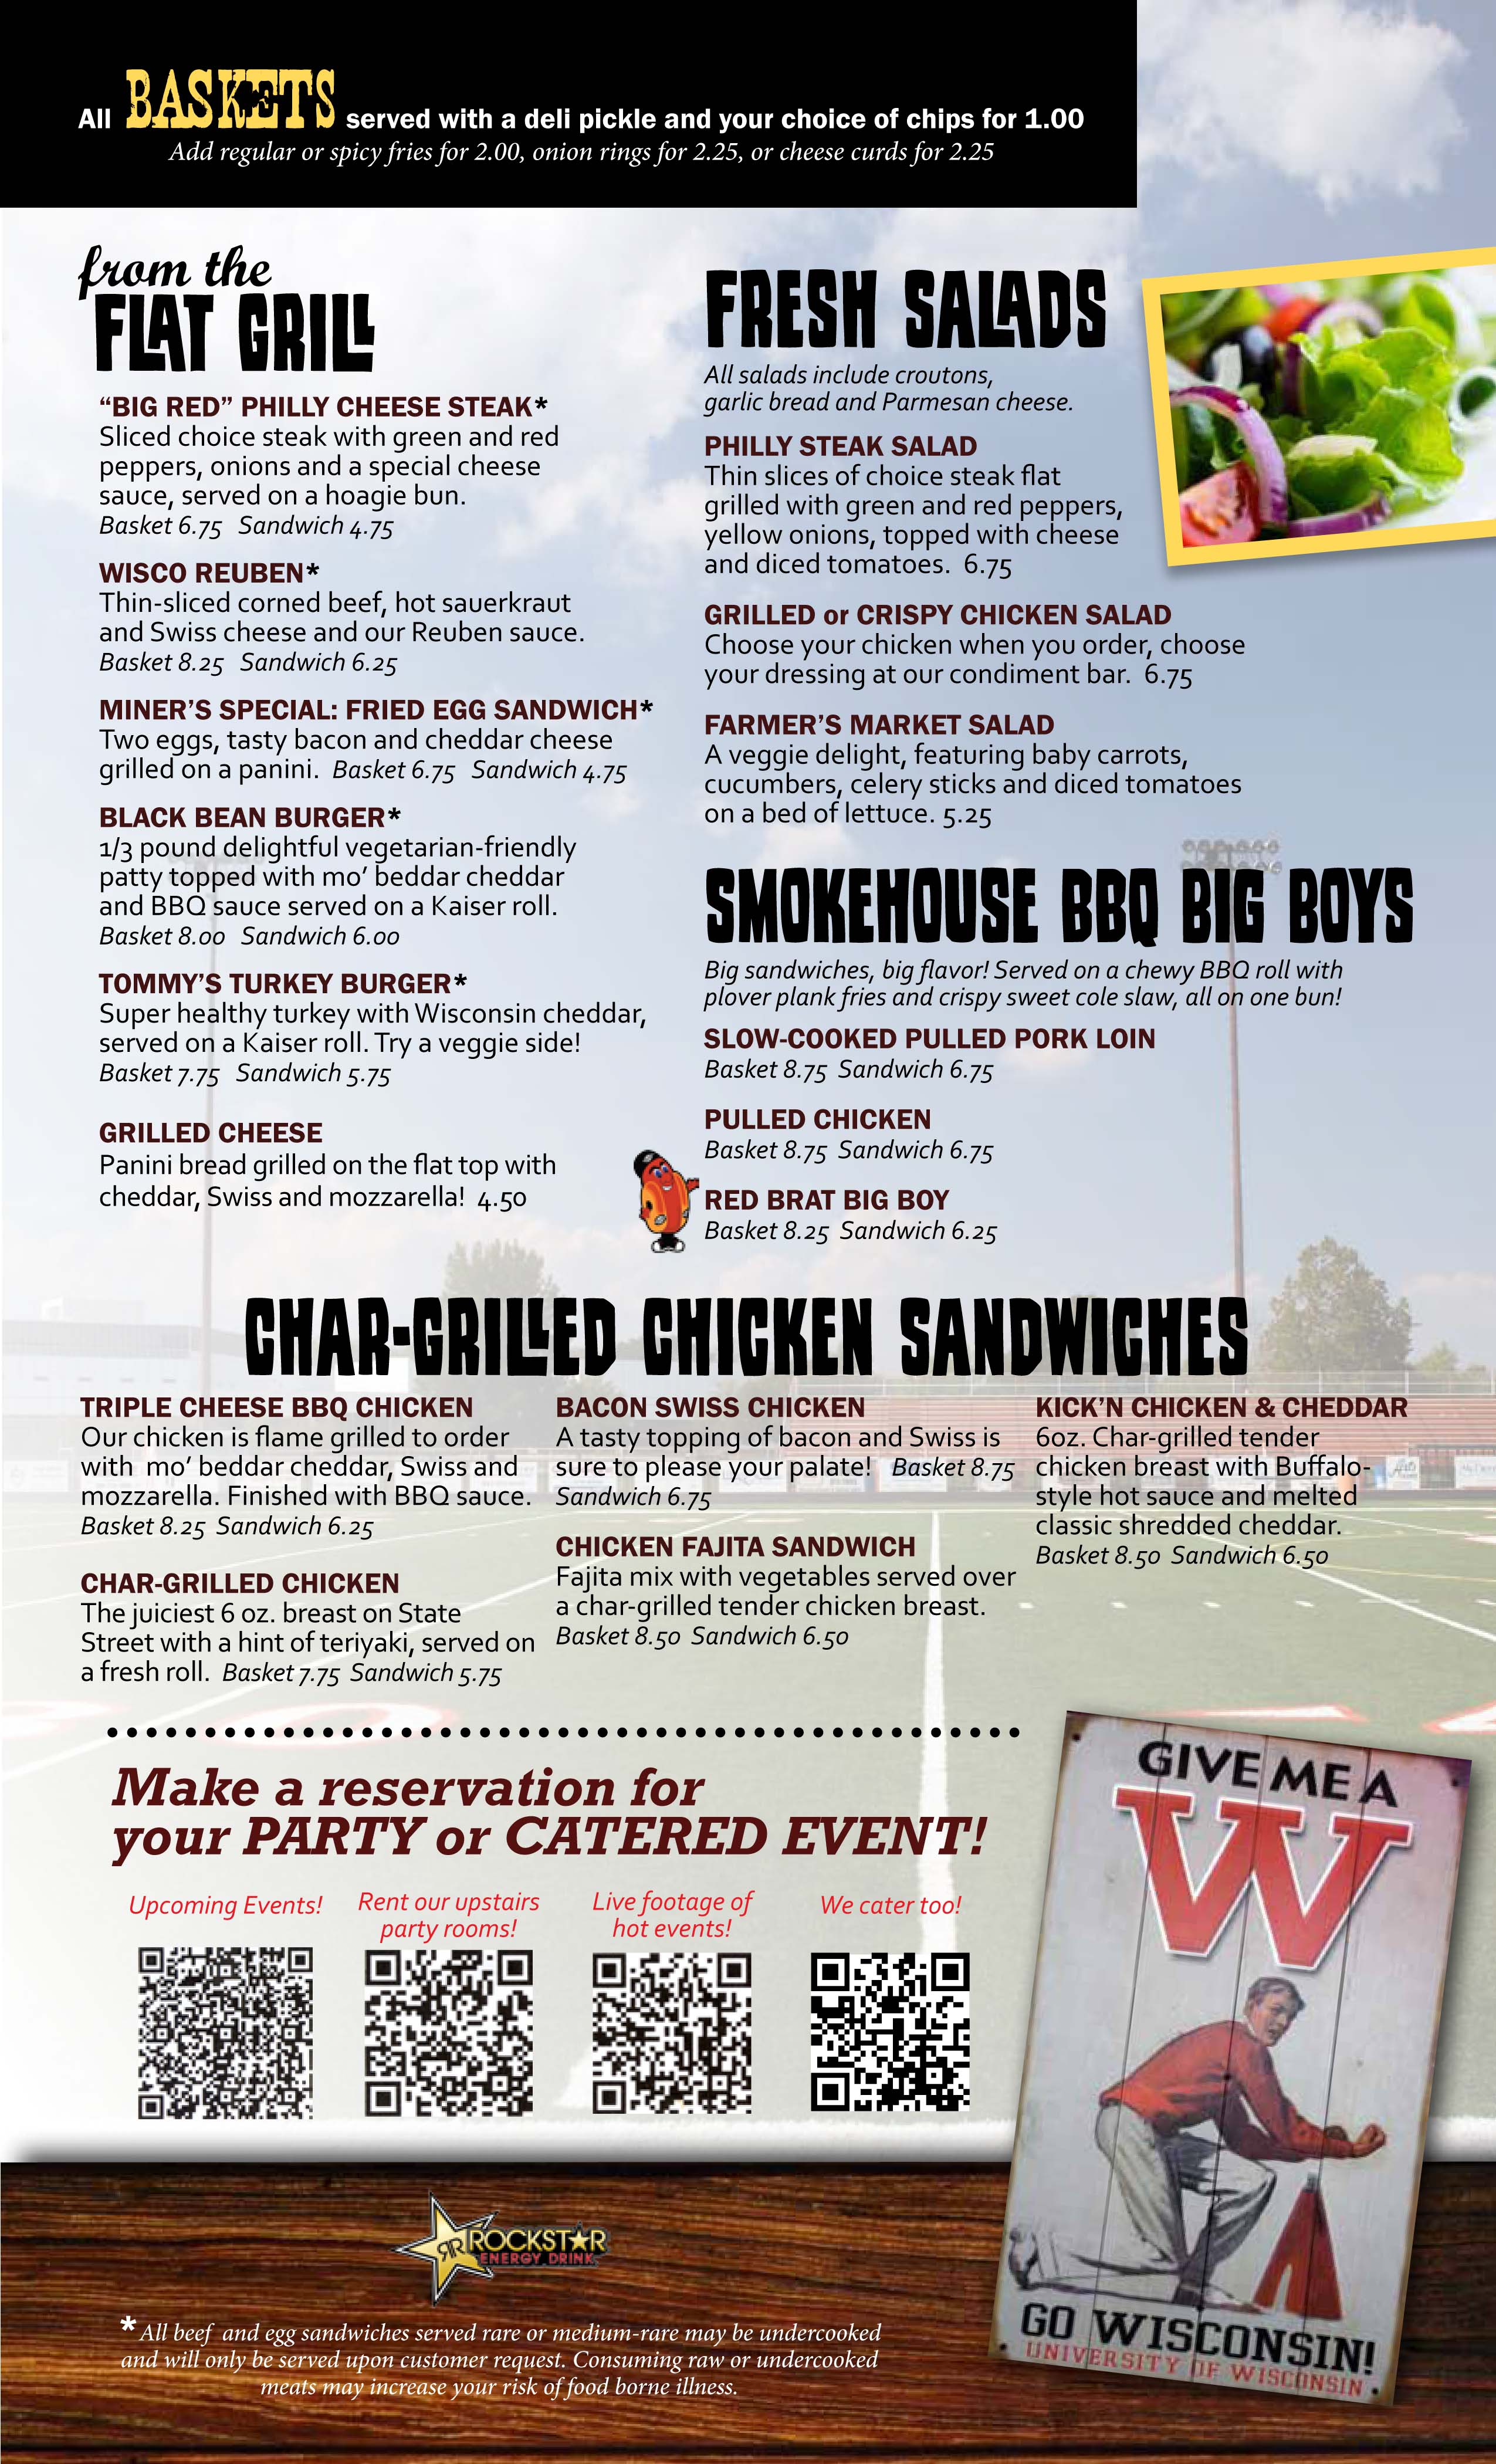 All BASKETS served with a deli pickle and your choice of chips for 1.00
Add regular or spicy fries for 2.00, onion rings for 2.25, or cheese curds for 2.25
from the
FLAT GRILL
“BIG RED” PHILLY CHEESE STEAK*
Sliced choice steak with green and red
peppers, onions and a special cheese
sauce, served on a hoagie bun.
Basket 6.75 Sandwich 4.75
WISCO REUBEN*
Thin-sliced corned beef, hot sauerkraut
and Swiss cheese and our Reuben sauce.
Basket 8.25 Sandwich 6.25
MINER’S SPECIAL: FRIED EGG SANDWICH*
Two eggs, tasty bacon and cheddar cheese
grilled on a panini. Basket 6.75 Sandwich 4.75
BLACK BEAN BURGER*
1/3 pound delightful vegetarian-friendly
patty topped with mo’ beddar cheddar
and BBQ sauce served on a Kaiser roll.
Basket 8.00 Sandwich 6.00
TOMMY’S TURKEY BURGER*
Super healthy turkey with Wisconsin cheddar,
served on a Kaiser roll. Try a veggie side!
Basket 7.75 Sandwich 5.75
GRILLED CHEESE
Panini bread grilled on the flat top with
cheddar, Swiss and mozzarella! 4.50
FRESH SALADS
All salads include croutons,
garlic bread and Parmesan cheese.
PHILLY STEAK SALAD
Thin slices of choice steak flat
grilled with green and red peppers,
yellow onions, topped with cheese
and diced tomatoes. 6.75
GRILLED or CRISPY CHICKEN SALAD
Choose your chicken when you order, choose
your dressing at our condiment bar. 6.75
FARMER’S MARKET SALAD
A veggie delight, featuring baby carrots,
cucumbers, celery sticks and diced tomatoes
on a bed of lettuce. 5.25
SMOKEHOUSE BBQ BIG BOYS
Big sandwiches, big flavor! Served on a chewy BBQ roll with
plover plank fries and crispy sweet cole slaw, all on one bun!
SLOW-COOKED PULLED PORK LOIN
Basket 8.75 Sandwich 6.75
PULLED CHICKEN
Basket 8.75 Sandwich 6.75
RED BRAT BIG BOY
Basket 8.25 Sandwich 6.25
CHAR-GRILLED CHICKEN SANDWICHES
TRIPLE CHEESE BBQ CHICKEN
Our chicken is flame grilled to order
with mo’ beddar cheddar, Swiss and
mozzarella. Finished with BBQ sauce.
Basket 8.25 Sandwich 6.25
CHAR-GRILLED CHICKEN
The juiciest 6 oz. breast on State
Street with a hint of teriyaki, served on
a fresh roll. Basket 7.75 Sandwich 5.75
BACON SWISS CHICKEN
A tasty topping of bacon and Swiss is
sure to please your palate! Basket 8.75
Sandwich 6.75
CHICKEN FAJITA SANDWICH
Fajita mix with vegetables served over
a char-grilled tender chicken breast.
Basket 8.50 Sandwich 6.50
KICK’N CHICKEN & CHEDDAR
6oz. Char-grilled tender
chicken breast with Buffalo-
style hot sauce and melted
classic shredded cheddar.
Basket 8.50 Sandwich 6.50
Make a reservation for
your PARTY or CATERED EVENT!
Upcoming Events!
Rent our upstairs
party rooms!
Live footage of
hot events!
We cater too!
GIVE ME A
W
GO WISCONSIN!
UNIVERSITY OF WISCONSIN
ROCKSTAR
ENERGY DRINK
*All beef and egg sandwiches served rare or medium-rare may be undercooked
and will only be served upon customer request. Consuming raw or undercooked
meats may increase your risk of food borne illness.